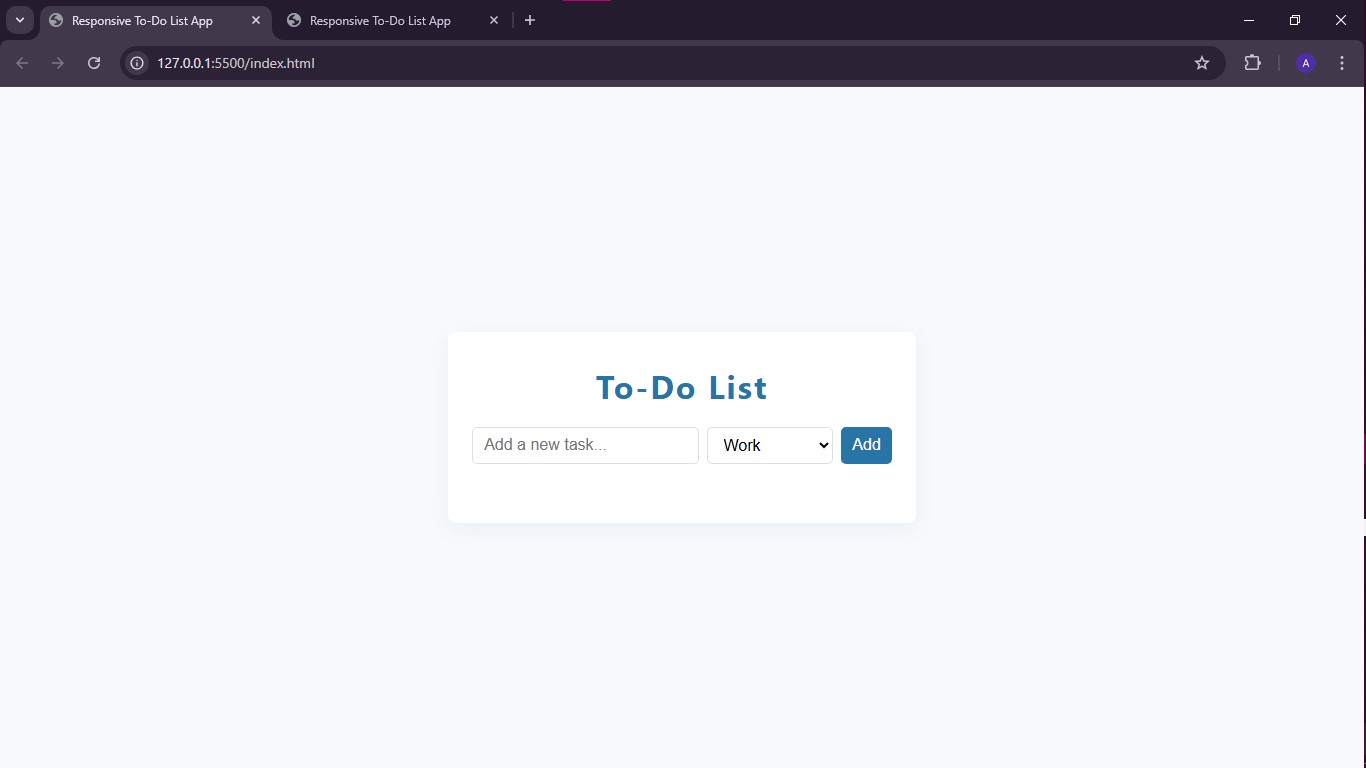 Responsive To-Do List App
Responsive To-Do List App
127.0.0.1:5500/index.html
A
To-Do List
Add a new task...
Work
Add